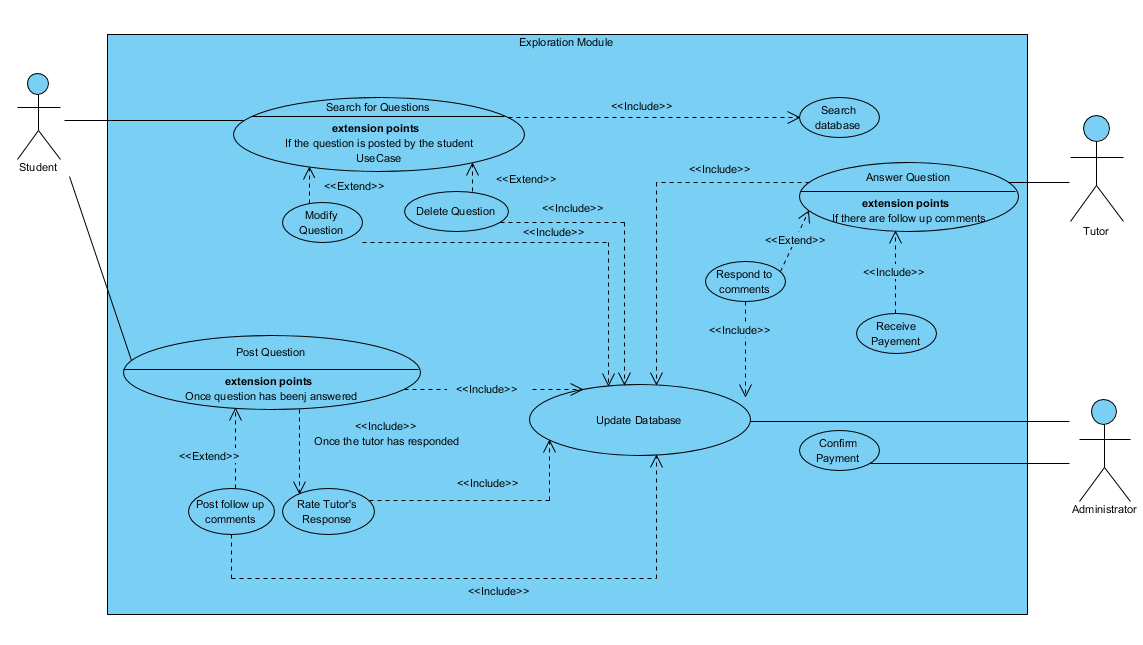 Exploration Module
Search for Questions
extension points
If the question is posted by the student
UseCase
<<Include>>
Search
database
Student
<<Extend>>
<<Extend>>
Modify
Question
Delete Question
<<Include>>
<<Include>>
<<Include>>
Answer Question
extension points
If there are follow up comments
Tutor
<<Extend>>
Respond to
comments
<<Include>>
<<Include>>
Receive
Payement
Post Question
extension points
Once question has beenj answered
<<Include>>
Update Database
<<Include>>
Once the tutor has responded
<<Extend>>
<<Include>>
Post follow up
comments
Rate Tutor's
Response
<<Include>>
Confirm
Payment
Administrator